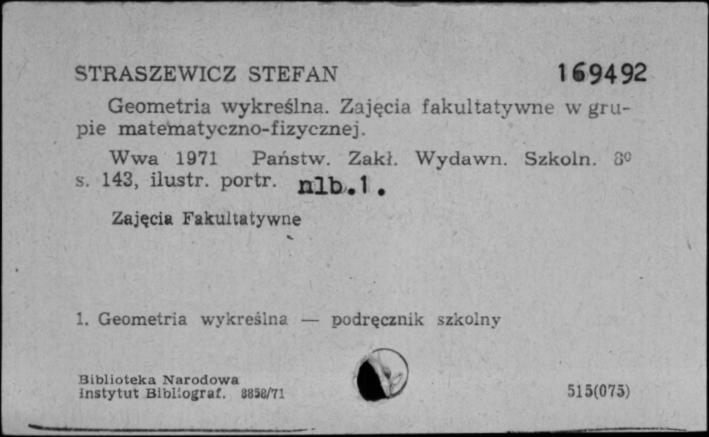 STRASZEWICZ STEFAN 169492
Geometria wykreślna. Zajęcia fakultatywne w gru-
pie matematyczno-fizycznej.
Wwa 1971 Państw. Zakł. Wydawn. Szkoln. 8⁰
s. 143, ilustr. portr. nlb.1.
Zajęcia Fakultatywne
1. Geometria wykreślna — podręcznik szkolny
Biblioteka Narodowa
Instytut Bibliograf. 8858/71 515(075)